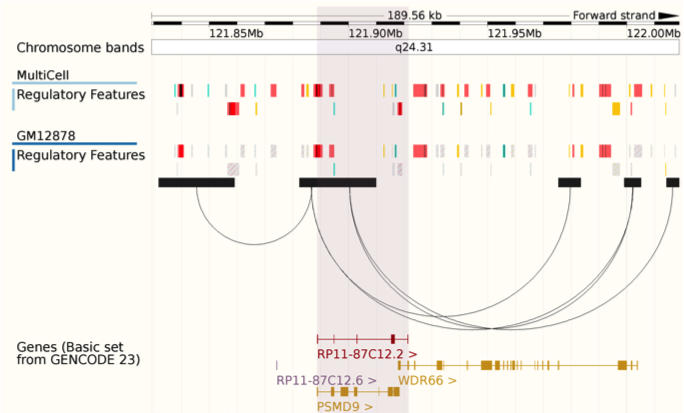 189.56 kb
Forward strand
121.85Mb
121.90Mb
121.95Mb
122.00Mb
Chromosome bands
q24.31
MultiCell
Regulatory Features
GM12878
Regulatory Features
Genes (Basic set
from GENCODE 23)
RP11-87C12.2 >
RP11-87C12.6 >
WDR66 >
PSMD9 >